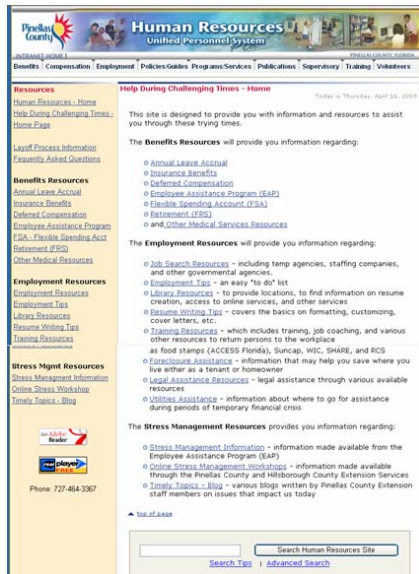 Pinellas County
Human Resources
Unified Personnel System
INTRANET HOME |
PINELLAS COUNTY, FLORIDA
Benefits Compensation Employment Policies/Guides Programs/Services Publications Supervisory Training Volunteers
Resources
Human Resources - Home
Help During Challenging Times -
Home Page
Layoff Process Information
Fequently Asked Questions
Benefits Resources
Annual Leave Accrual
Insurance Benefits
Deferred Compensation
Employee Assistance Program
FSA - Flexible Spending Acct
Retirement (FRS)
Other Medical Resources
Employment Resources
Employment Resources
Employment Tips
Library Resources
Resume Writing Tips
Training Resources
Stress Mgmt Resources
Stress Managment Information
Online Stress Workshop
Timely Topics - Blog
Get Adobe Reader
real player FREE
Phone: 727-464-3367
Help During Challenging Times - Home
Today is Thursday, April 16, 2009
This site is designed to provide you with information and resources to assist
you through these trying times.
The Benefits Resources will provide you information regarding:
Annual Leave Accrual
Insurance Benefits
Deferred Compensation
Employee Assistance Program (EAP)
Flexible Spending Account (FSA)
Retirement (FRS)
and Other Medical Services Resources
The Employment Resources will provide you information regarding:
Job Search Resources - including temp agencies, staffing companies,
and other governmental agencies.
Employment Tips - an easy "to do" list
Library Resources - to provide locations, to find information on resume
creation, access to online services, and other services
Resume Writing Tips - covers the basics on formatting, customizing,
cover letters, etc.
Training Resources - which includes training, job coaching, and various
other resources to return persons to the workplace
as food stamps (ACCESS Florida), Suncap, WIC, SHARE, and RCS
Foreclosure Assistance - information that may help you save where you
live either as a tenant or homeowner
Legal Assistance Resources - legal assistance through various available
resources
Utilities Assistance - information about where to go for assistance
during periods of temporary financial crisis
The Stress Management Resources provides you information regarding:
Stress Management Information - information made available from the
Employee Assistance Program (EAP)
Online Stress Management Workshops - information made available
through the Pinellas County and Hillsborough County Extension Services
Timely Topics - Blog - various blogs written by Pinellas County Extension
staff members on issues that impact us today
top of page
Search Human Resources Site
Search Tips | Advanced Search